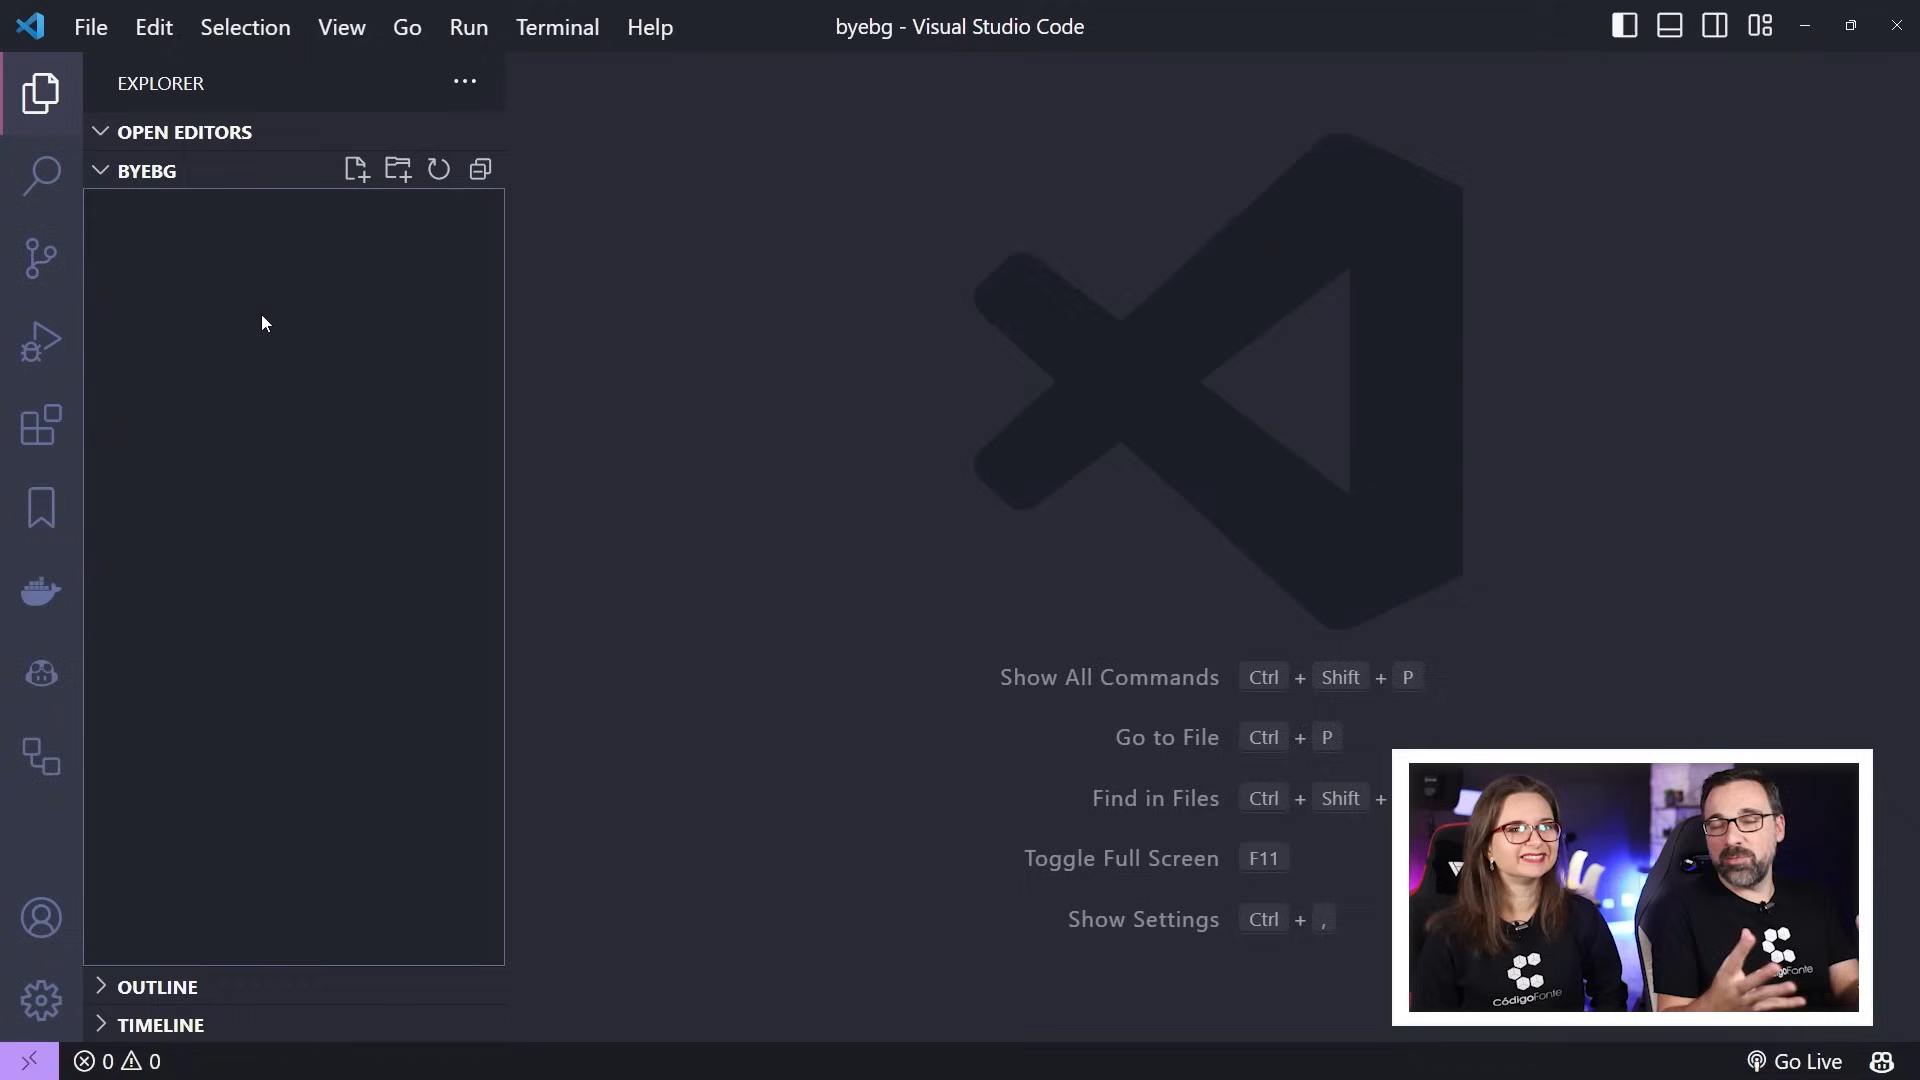 File Edit Selection View Go Run Terminal Help
byebg - Visual Studio Code
EXPLORER
OPEN EDITORS
BYEBG
Show All Commands Ctrl + Shift + P
Go to File Ctrl + P
Find in Files Ctrl + Shift +
Toggle Full Screen F11
Show Settings Ctrl + ,
CódigoFonte
OUTLINE
TIMELINE
0 0
Go Live